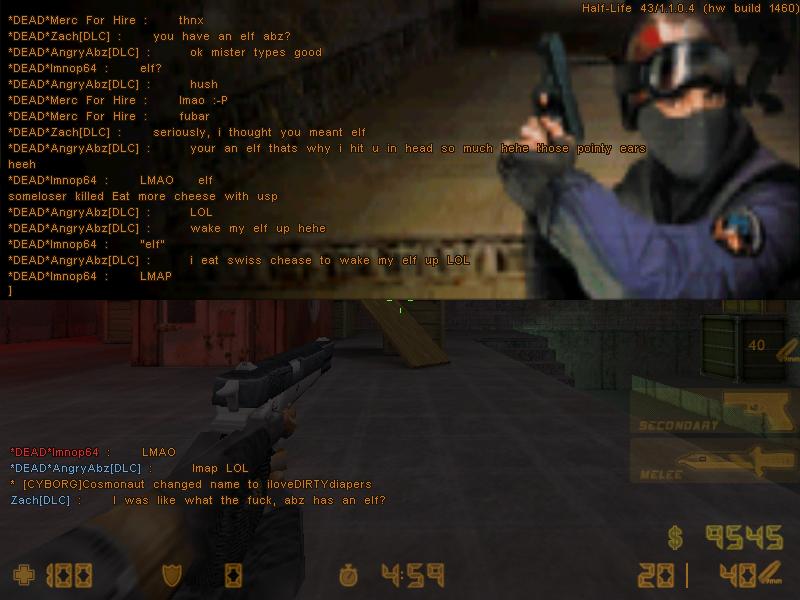 Half-Life 43/1.1.0.4 (hw build 1460)
*DEAD*Merc For Hire : thnx
*DEAD*Zach[DLC] : you have an elf abz?
*DEAD*AngryAbz[DLC] : ok mister types good
*DEAD*lmnop64 : elf?
*DEAD*AngryAbz[DLC] : hush
*DEAD*Merc For Hire : lmao :-P
*DEAD*Merc For Hire : fubar
*DEAD*Zach[DLC] : seriously, i thought you meant elf
*DEAD*AngryAbz[DLC] : your an elf thats why i hit u in head so much hehe those pointy ears
heeh
*DEAD*lmnop64 : LMAO elf
someloser killed Eat more cheese with usp
*DEAD*AngryAbz[DLC] : LOL
*DEAD*AngryAbz[DLC] : wake my elf up hehe
*DEAD*lmnop64 : "elf"
*DEAD*AngryAbz[DLC] : i eat swiss chease to wake my elf up LOL
*DEAD*lmnop64 : LMAP
]
40
9mm
SECONDARY
MELEE
*DEAD*lmnop64 : LMAO
*DEAD*AngryAbz[DLC] : lmap LOL
* [CYBORG]Cosmonaut changed name to iloveDIRTYdiapers
Zach[DLC] : I was like what the fuck, abz has an elf?
$ 9545
100 0 4:59 20 | 40 9mm